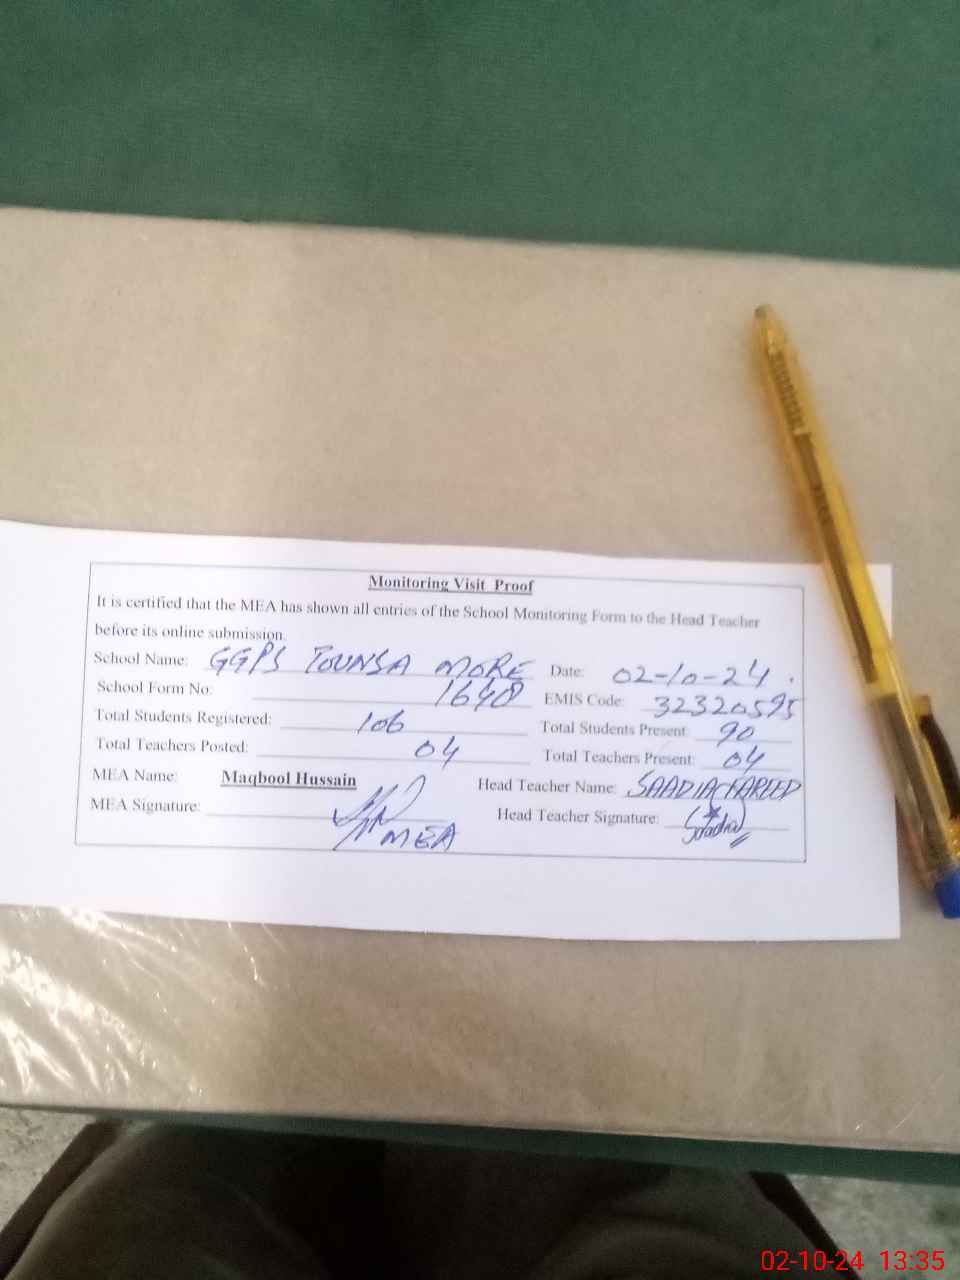 Monitoring Visit Proof
It is certified that the MEA has shown all entries of the School Monitoring Form to the Head Teacher
before its online submission.
School Name: GGPS TOUNSA MORE Date: 02-10-24.
School Form No: 1640 EMIS Code: 32320595
Total Students Registered: 106 Total Students Present: 90
Total Teachers Posted: 04 Total Teachers Present: 04
MEA Name: Maqbool Hussain Head Teacher Name: SAADIA FAREED
MEA Signature: MEA Head Teacher Signature: Saadia
02-10-24 13:35